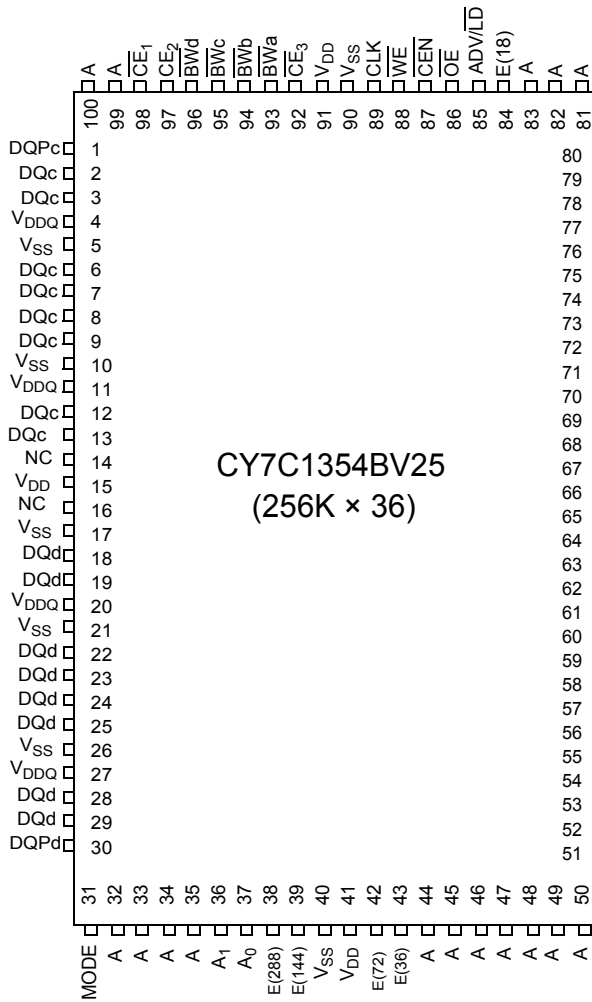 A A CE1 CE2 BWd BWc BWb BWa CE3 VDD VSS CLK WE CEN OE ADV/LD E(18) A A A
100 99 98 97 96 95 94 93 92 91 90 89 88 87 86 85 84 83 82 81
DQPc 1
DQc 2
DQc 3
VDDQ 4
VSS 5
DQc 6
DQc 7
DQc 8
DQc 9
VSS 10
VDDQ 11
DQc 12
DQc 13
NC 14
VDD 15
NC 16
VSS 17
DQd 18
DQd 19
VDDQ 20
VSS 21
DQd 22
DQd 23
DQd 24
DQd 25
VSS 26
VDDQ 27
DQd 28
DQd 29
DQPd 30
CY7C1354BV25
(256K × 36)
80
79
78
77
76
75
74
73
72
71
70
69
68
67
66
65
64
63
62
61
60
59
58
57
56
55
54
53
52
51
31 32 33 34 35 36 37 38 39 40 41 42 43 44 45 46 47 48 49 50
MODE A A A A A1 A0 E(288) E(144) VSS VDD E(72) E(36) A A A A A A A